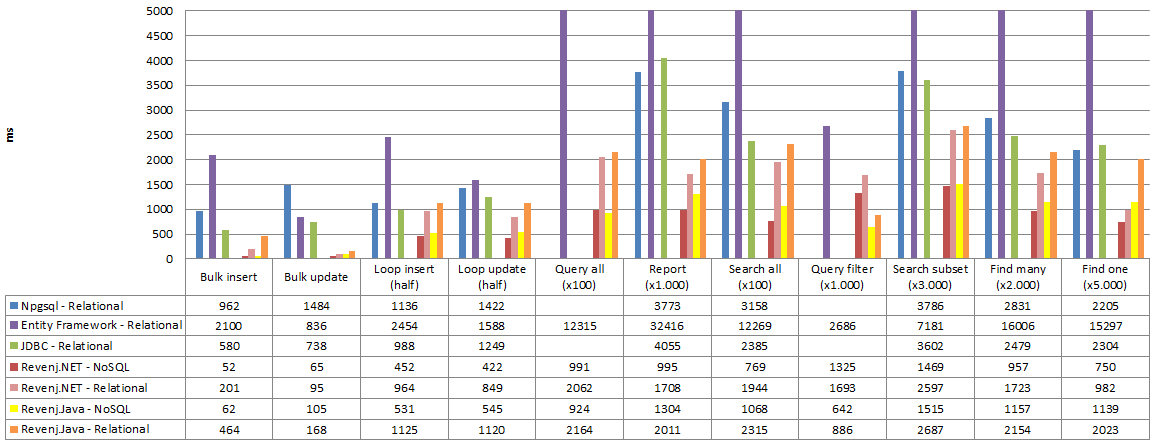 5000
4500
4000
3500
3000
2500
2000
1500
1000
500
0
ms
Bulk insert Bulk update Loop insert (half) Loop update (half) Query all (x100) Report (x1.000) Search all (x100) Query filter (x1.000) Search subset (x3.000) Find many (x2.000) Find one (x5.000)
Npgsql - Relational 962 1484 1136 1422 3773 3158 3786 2831 2205
Entity Framework - Relational 2100 836 2454 1588 12315 32416 12269 2686 7181 16006 15297
JDBC - Relational 580 738 988 1249 4055 2385 3602 2479 2304
Revenj.NET - NoSQL 52 65 452 422 991 995 769 1325 1469 957 750
Revenj.NET - Relational 201 95 964 849 2062 1708 1944 1693 2597 1723 982
Revenj.Java - NoSQL 62 105 531 545 924 1304 1068 642 1515 1157 1139
Revenj.Java - Relational 464 168 1125 1120 2164 2011 2315 886 2687 2154 2023